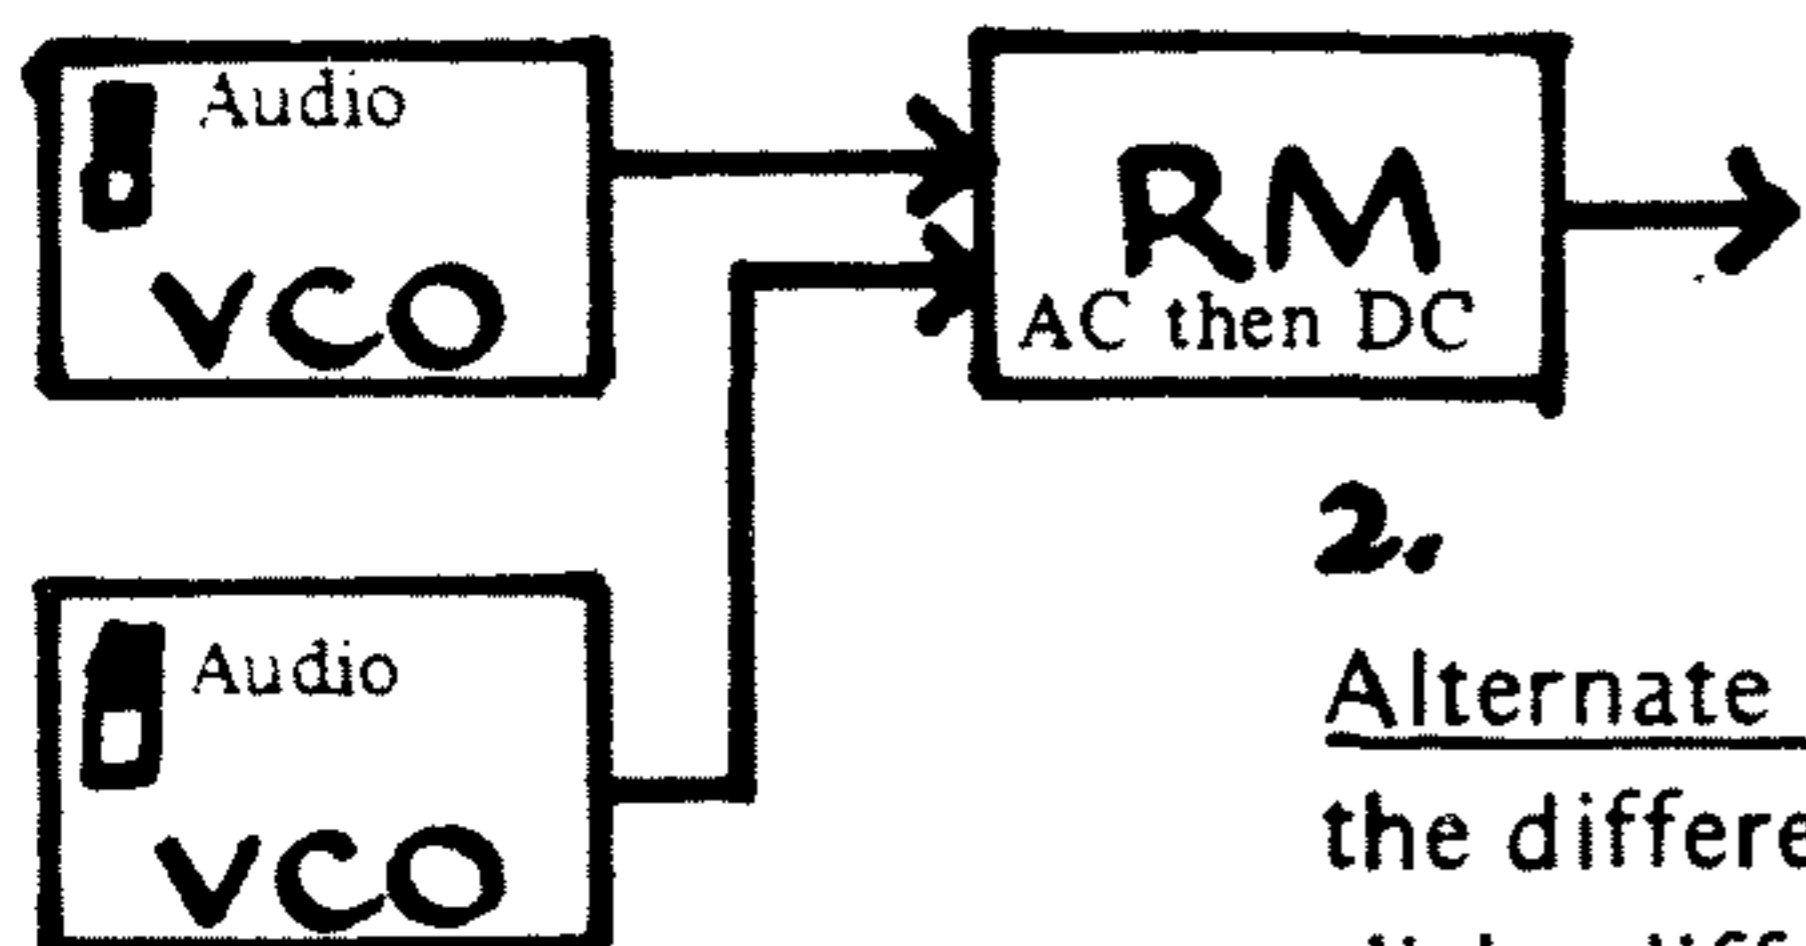 Audio
VCO
RM
AC then DC
Audio
VCO
2.
Alternate
the differe